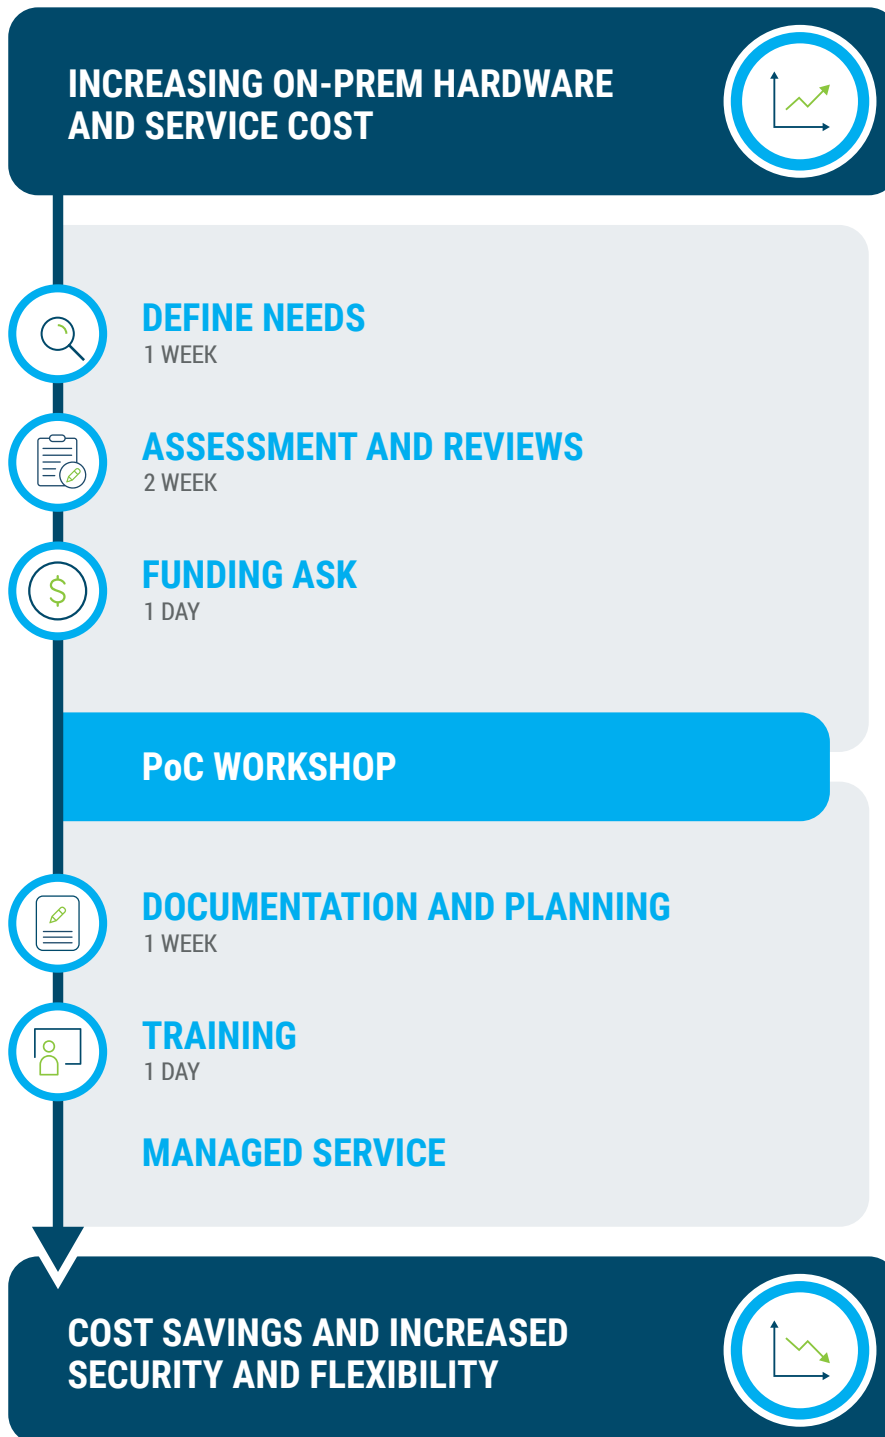 INCREASING ON-PREM HARDWARE
AND SERVICE COST
DEFINE NEEDS
1 WEEK
ASSESSMENT AND REVIEWS
2 WEEK
$
FUNDING ASK
1 DAY
PoC WORKSHOP
DOCUMENTATION AND PLANNING
1 WEEK
TRAINING
1 DAY
MANAGED SERVICE
COST SAVINGS AND INCREASED
SECURITY AND FLEXIBILITY